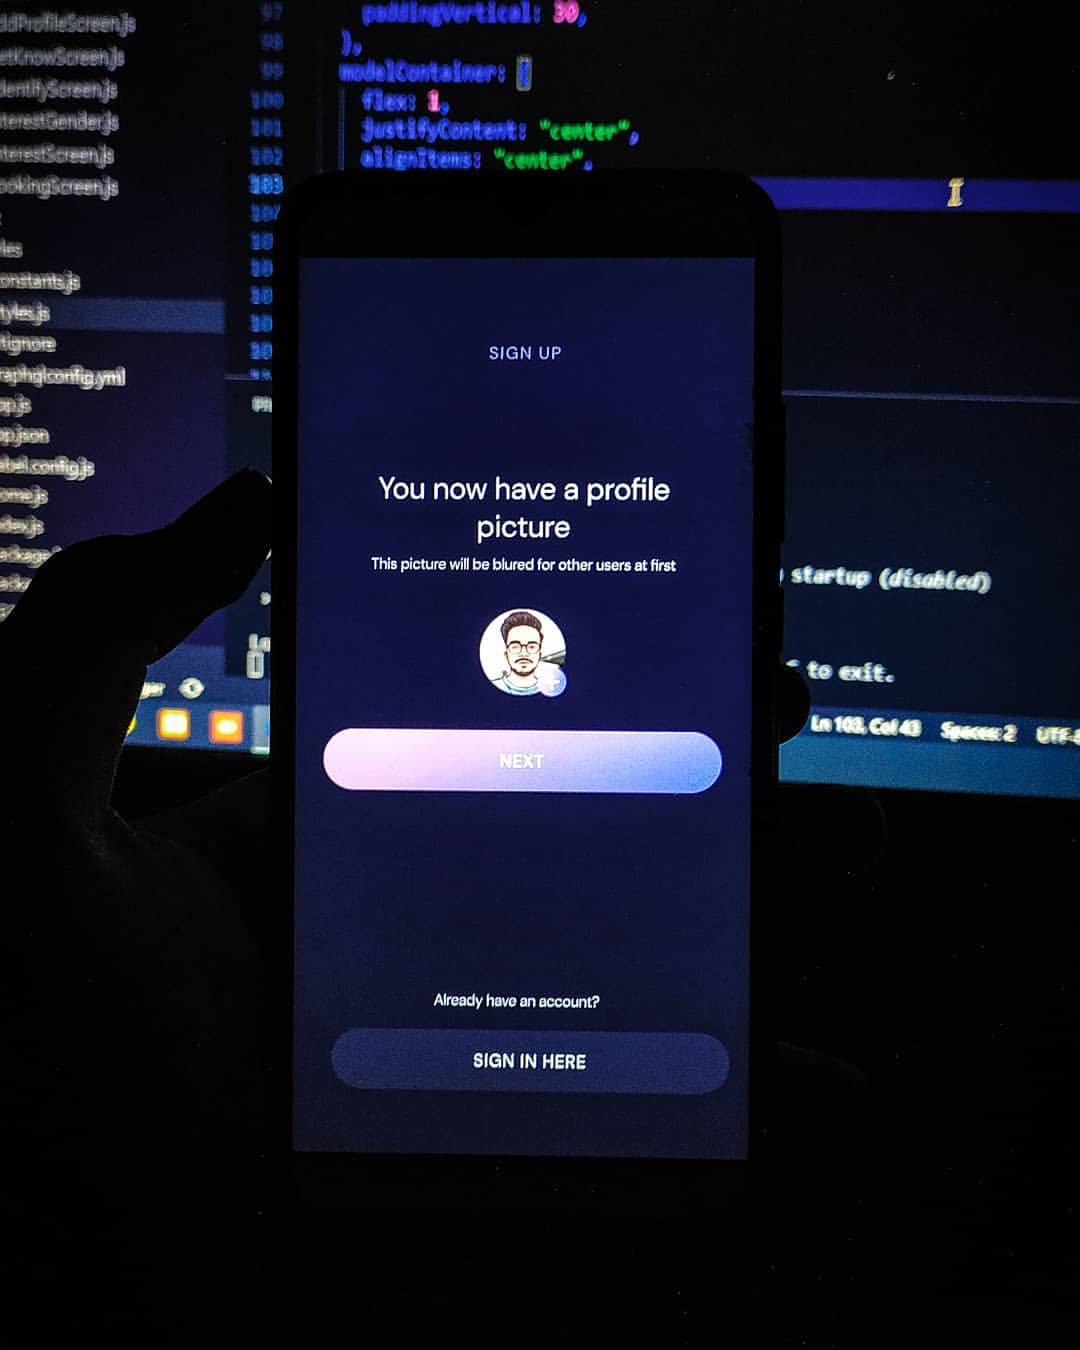 ddProfileScreen.js
etKnowScreen.js
dentifyScreen.js
terestGender.js
terestScreen.js
ookingScreen.js
les
onstants.js
tyles.js
tignore
raphqlconfig.yml
pp.js
pp.json
abel.config.js
ome.js
dex.js
97
98
99
100
101
102
103
paddingVertical: 30,
},
modelContainer: {
flex: 1,
justifyContent: "center",
alignItems: "center",
SIGN UP
You now have a profile
picture
This picture will be blured for other users at first
NEXT
Already have an account?
SIGN IN HERE
startup (disabled)
to exit.
Ln 103, Col 43 Spaces: 2 UTF-8